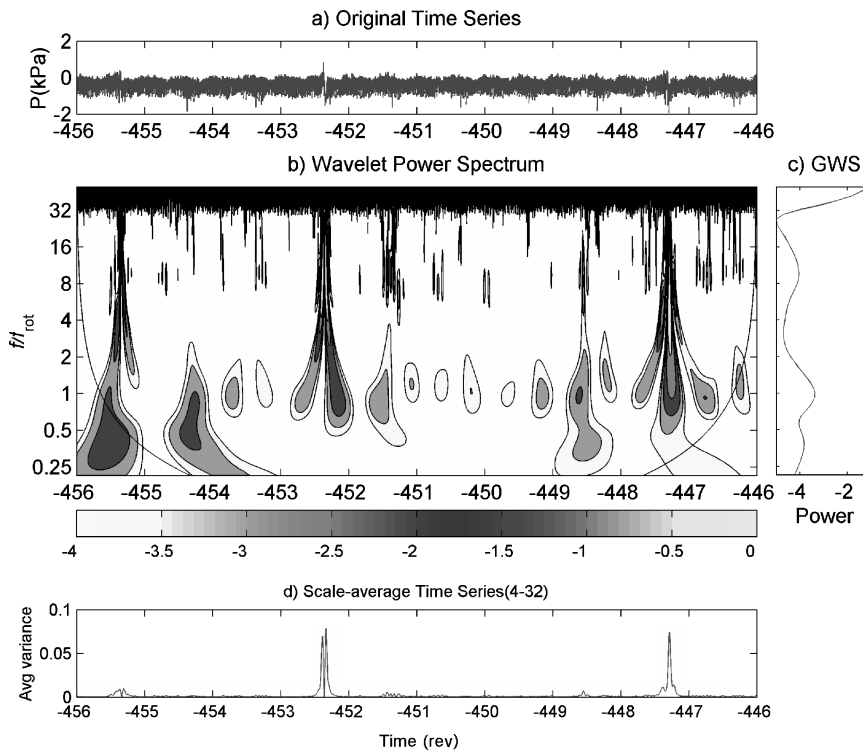 a) Original Time Series
P(kPa)
2
0
-2
-456 -455 -454 -453 -452 -451 -450 -449 -448 -447 -446
b) Wavelet Power Spectrum
c) GWS
f/f rot
32
16
8
4
2
1
0.5
0.25
-456 -455 -454 -453 -452 -451 -450 -449 -448 -447 -446
-4 -2
Power
-4 -3.5 -3 -2.5 -2 -1.5 -1 -0.5 0
d) Scale-average Time Series(4-32)
Avg variance
0.1
0.05
0
-456 -455 -454 -453 -452 -451 -450 -449 -448 -447 -446
Time (rev)